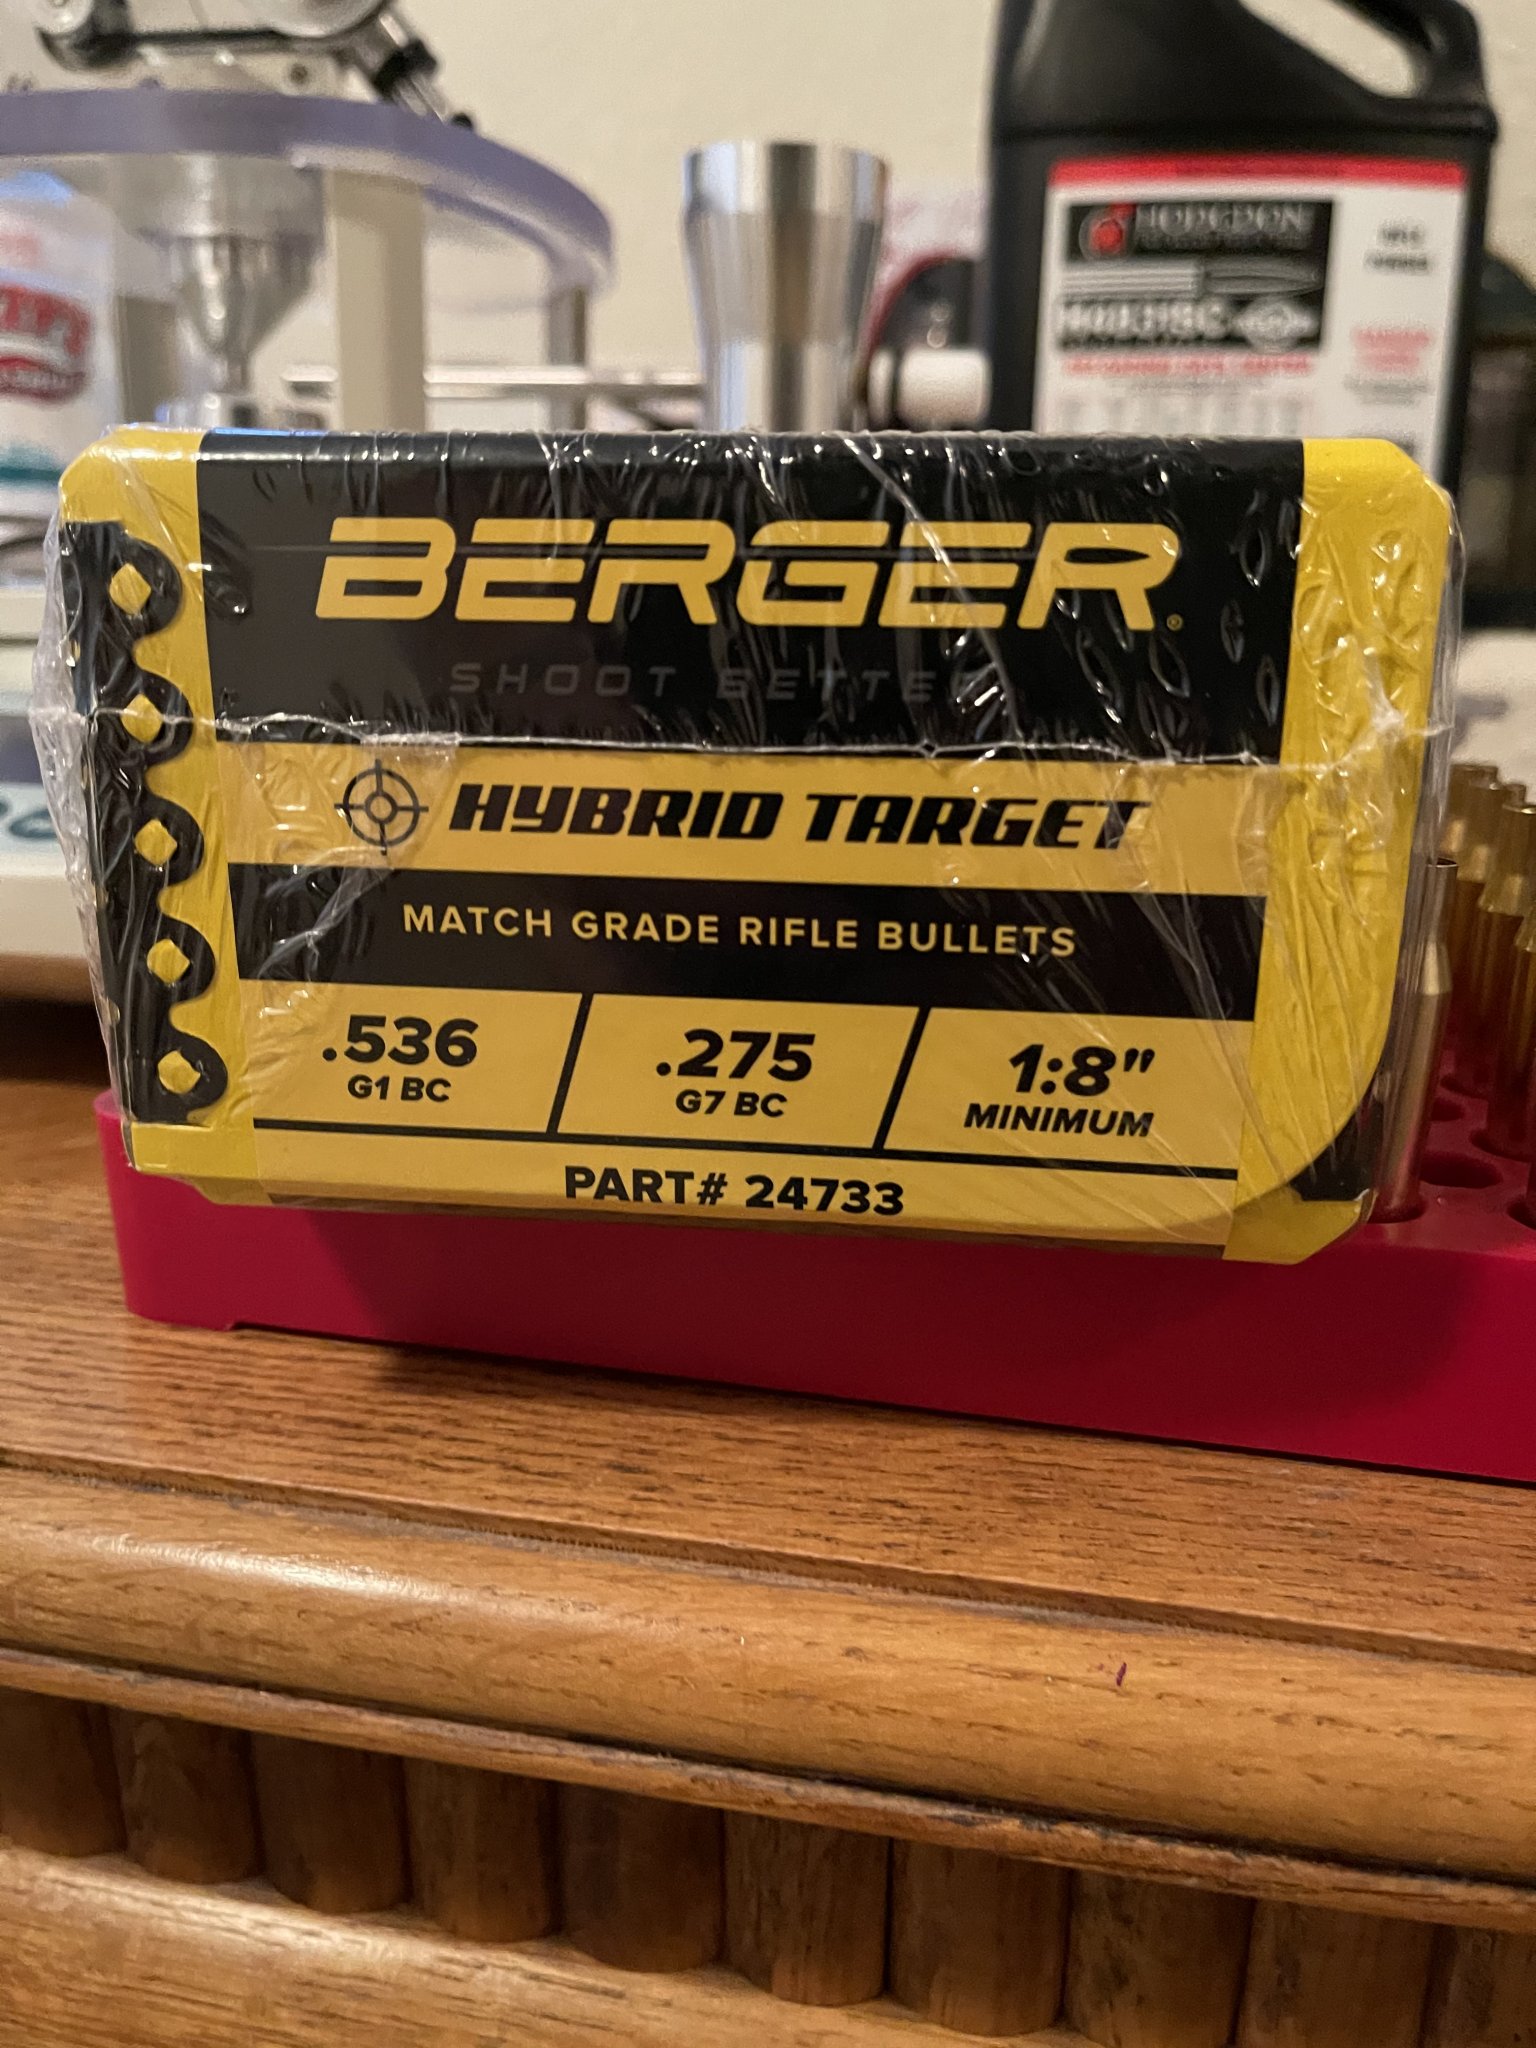 HODGDON
BERGER®
SHOOT BETTER
HYBRID TARGET
MATCH GRADE RIFLE BULLETS
.536
G1 BC
.275
G7 BC
1:8"
MINIMUM
PART# 24733